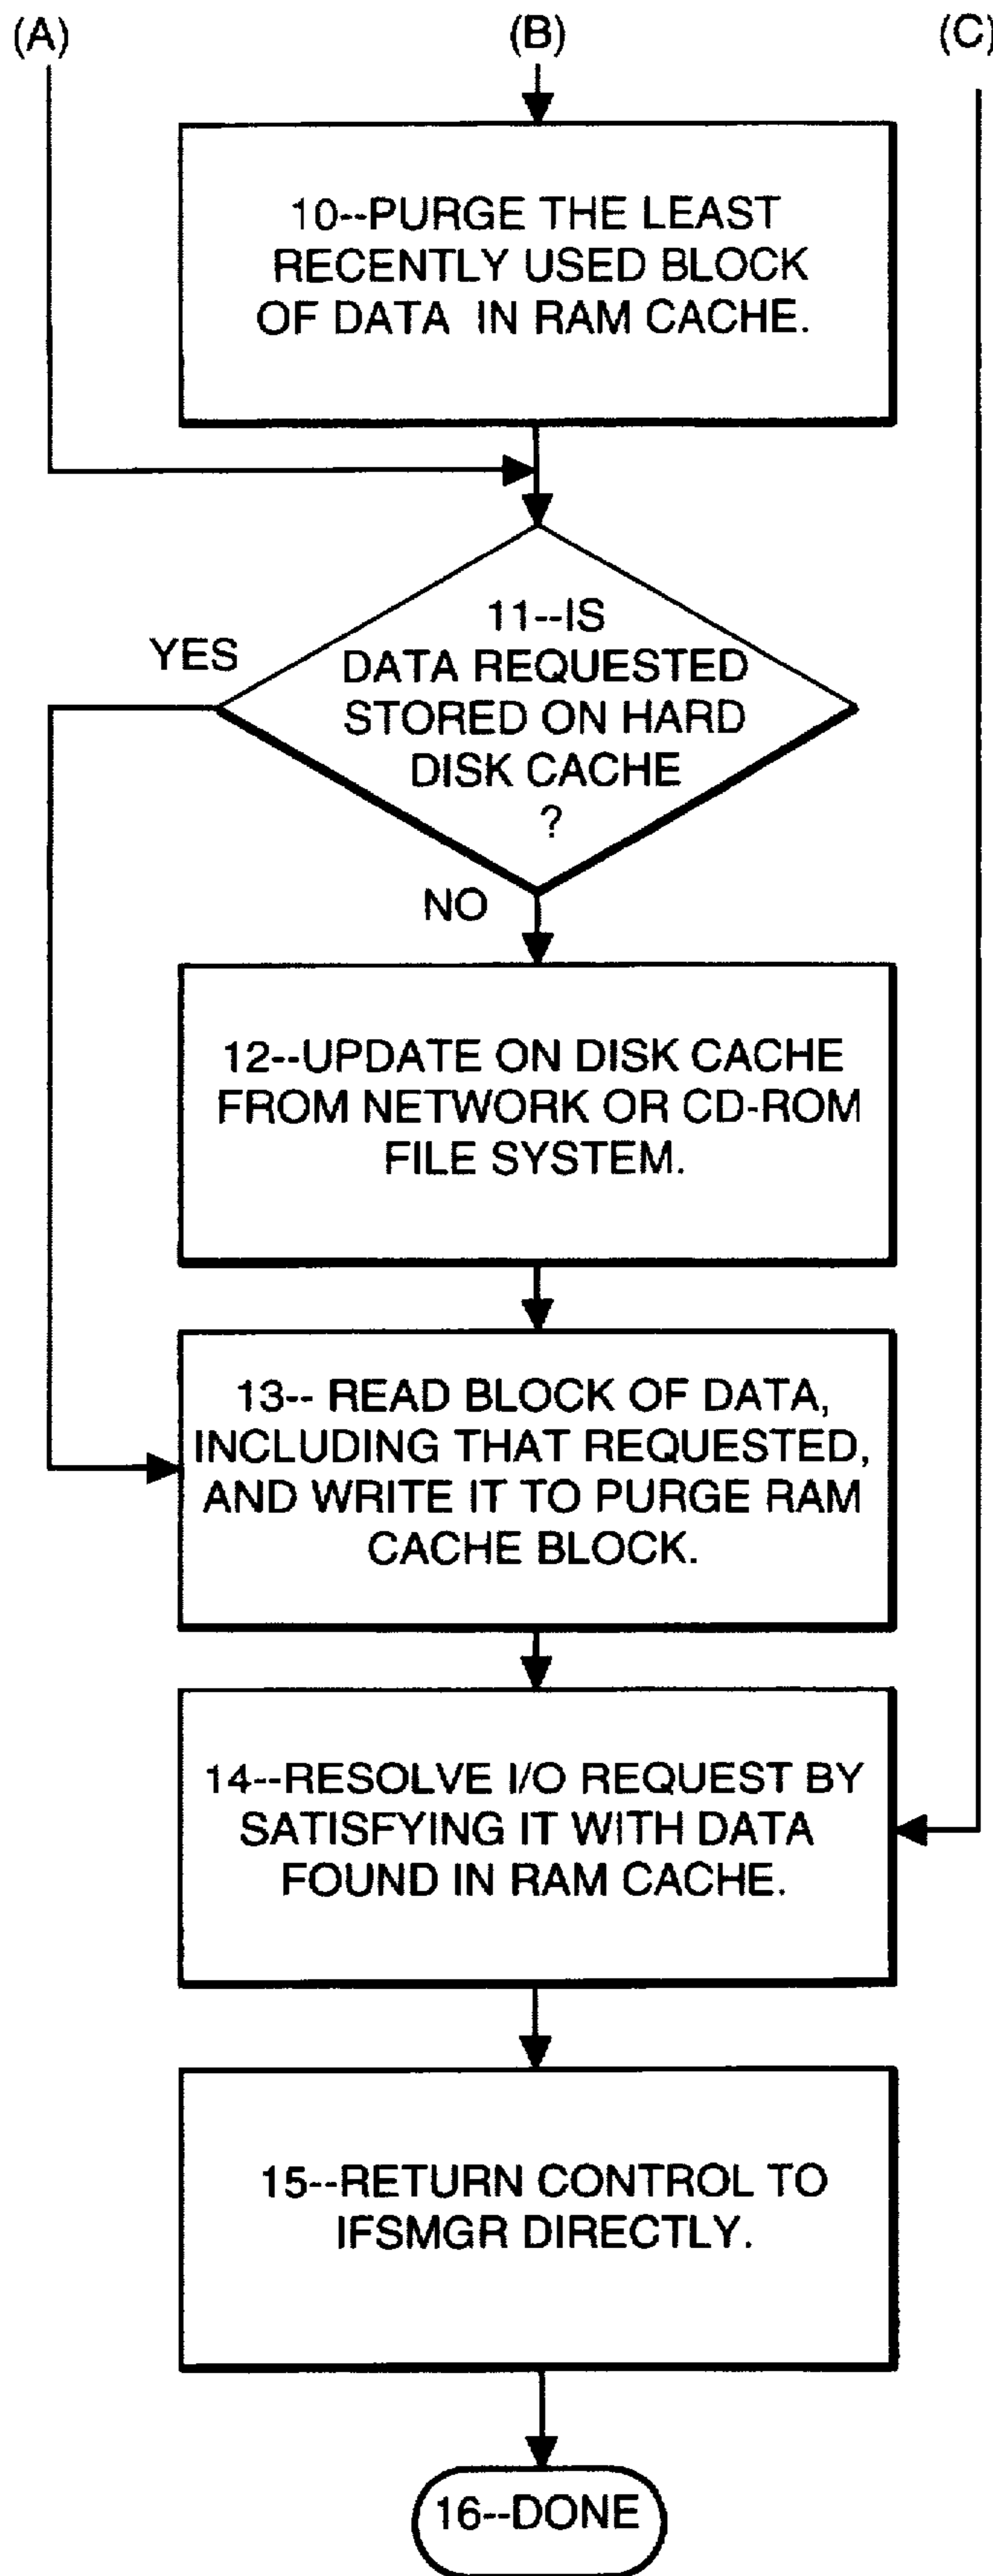 (A) (B) (C)
10--PURGE THE LEAST
RECENTLY USED BLOCK
OF DATA IN RAM CACHE.
11--IS
DATA REQUESTED
STORED ON HARD
DISK CACHE
?
YES
NO
12--UPDATE ON DISK CACHE
FROM NETWORK OR CD-ROM
FILE SYSTEM.
13-- READ BLOCK OF DATA,
INCLUDING THAT REQUESTED,
AND WRITE IT TO PURGE RAM
CACHE BLOCK.
14--RESOLVE I/O REQUEST BY
SATISFYING IT WITH DATA
FOUND IN RAM CACHE.
15--RETURN CONTROL TO
IFSMGR DIRECTLY.
16--DONE